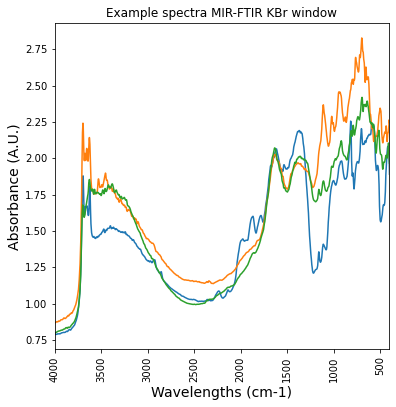 Example spectra MIR-FTIR KBr window
Absorbance (A.U.)
2.75
2.50
2.25
2.00
1.75
1.50
1.25
1.00
0.75
4000 3500 3000 2500 2000 1500 1000 500
Wavelengths (cm-1)